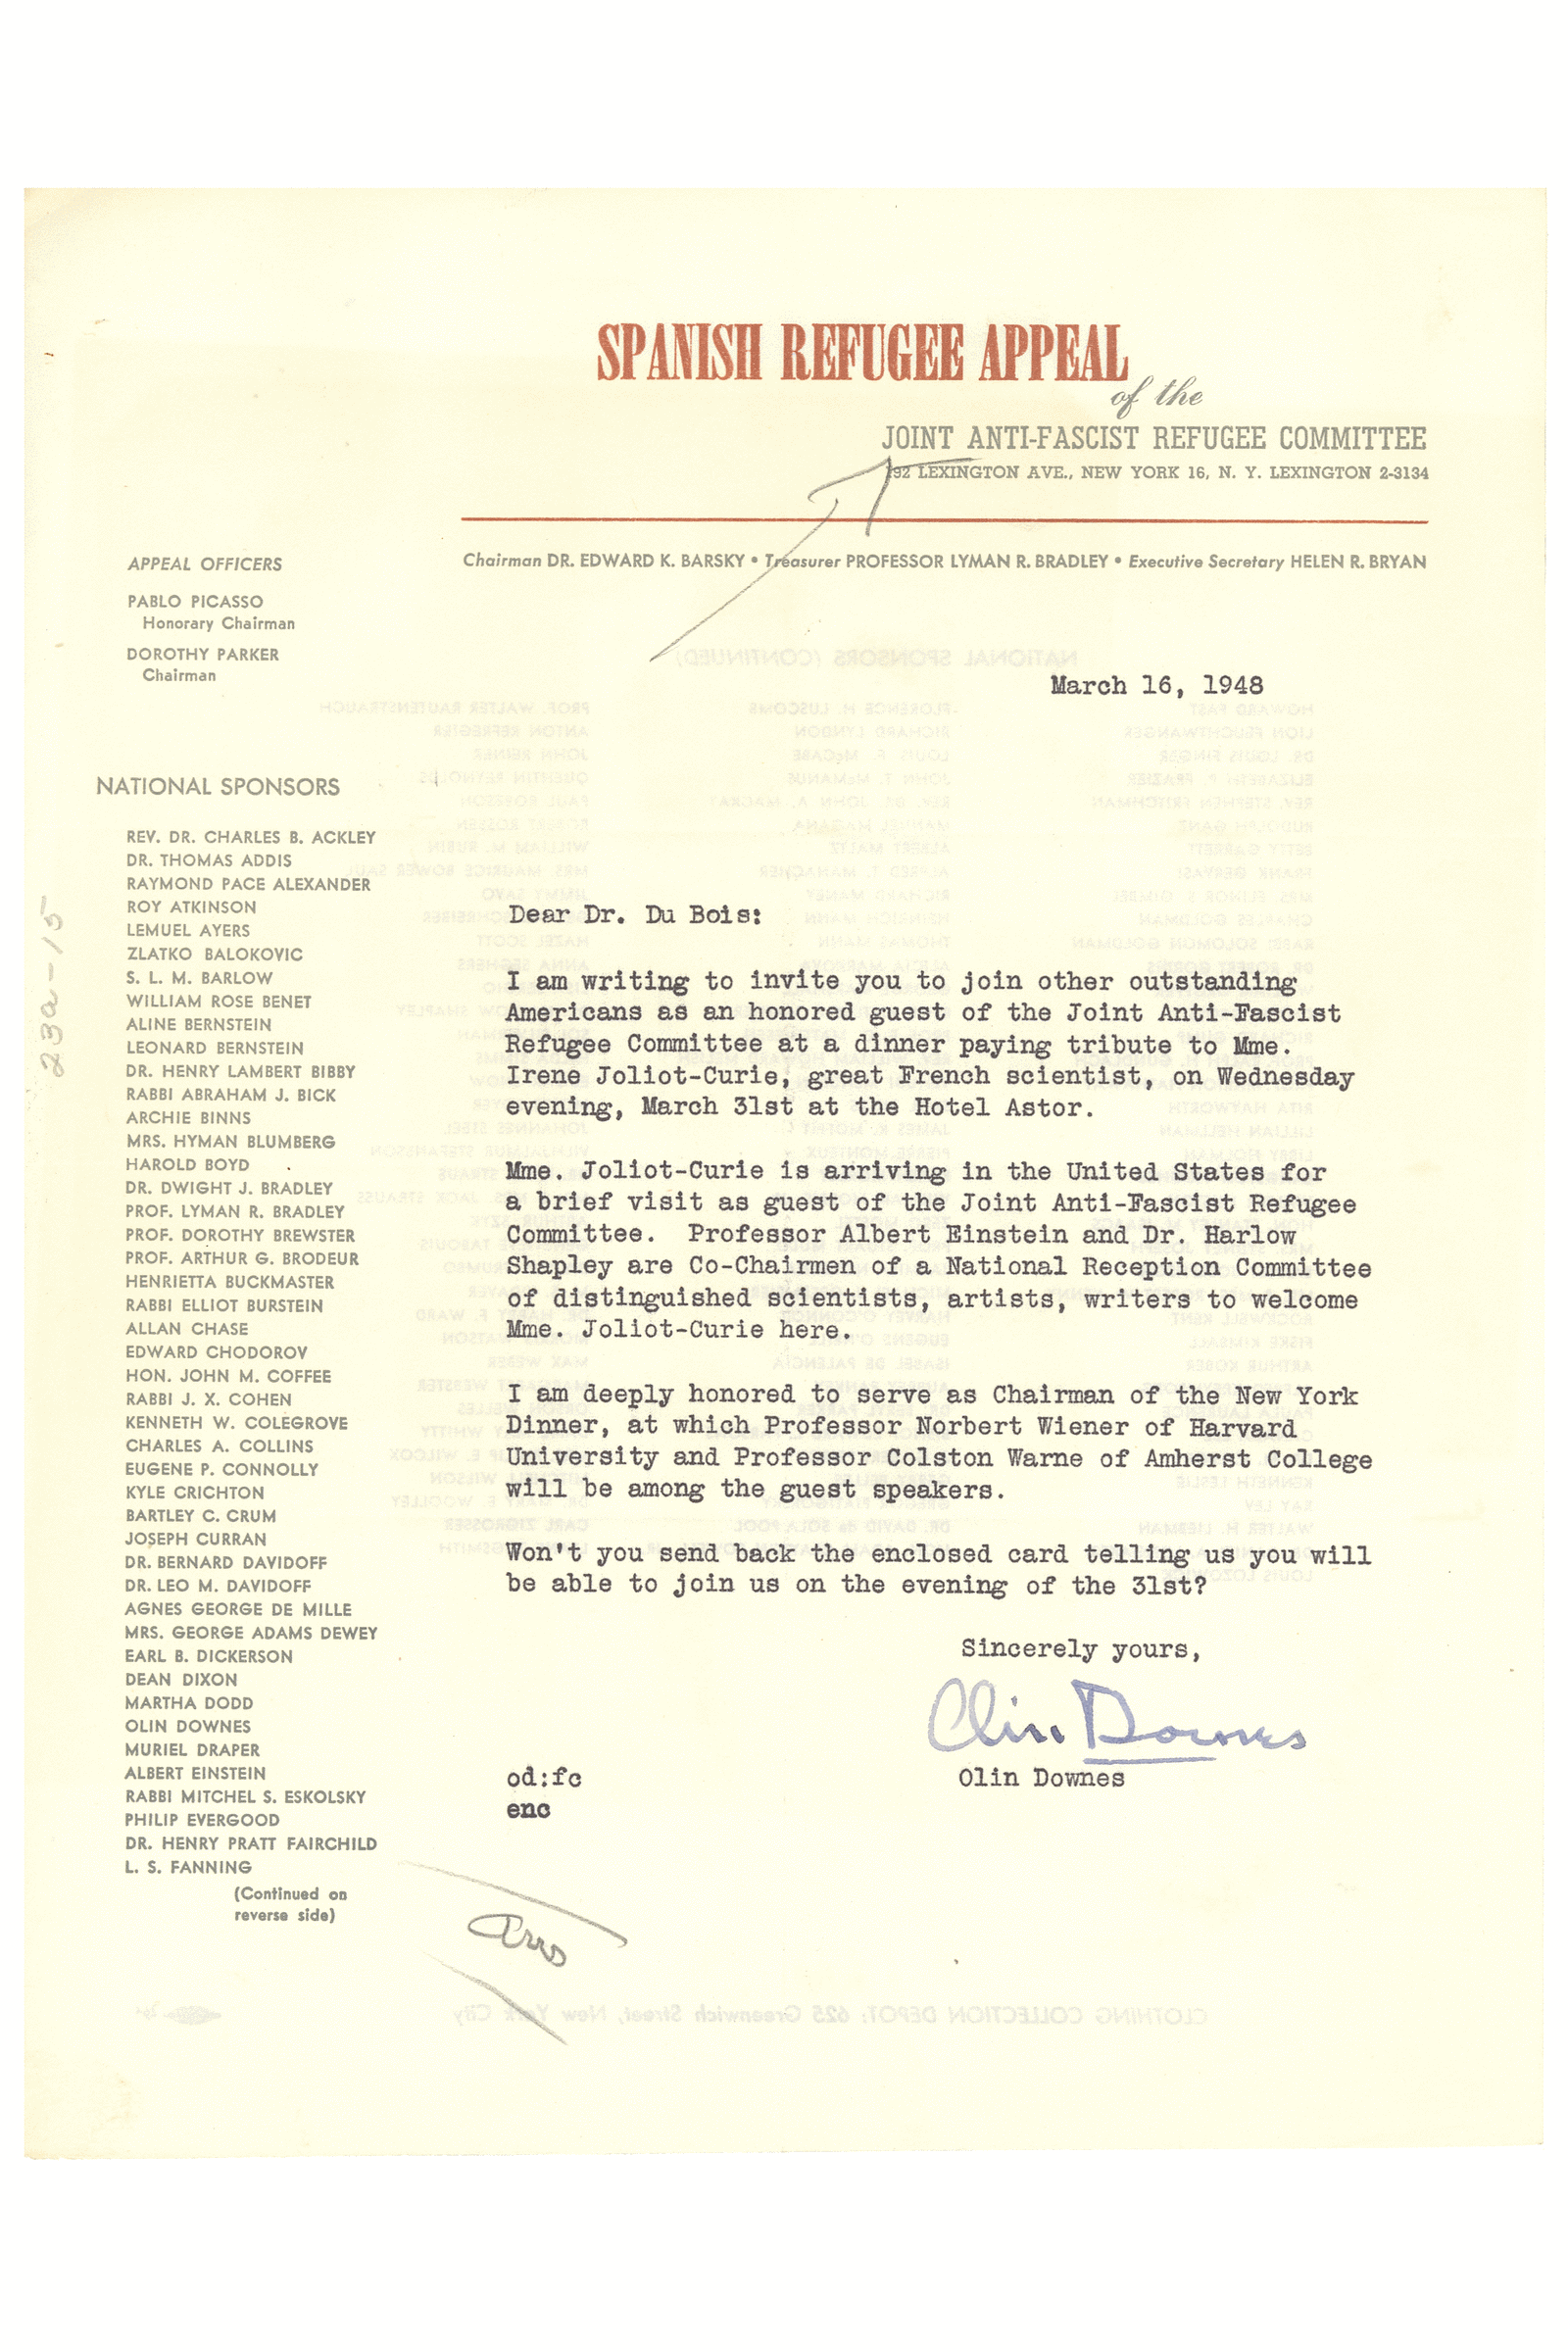 SPANISH REFUGEE APPEAL
of the
JOINT ANTI-FASCIST REFUGEE COMMITTEE
192 LEXINGTON AVE., NEW YORK 16, N. Y. LEXINGTON 2-3134
Chairman DR. EDWARD K. BARSKY • Treasurer PROFESSOR LYMAN R. BRADLEY • Executive Secretary HELEN R. BRYAN
APPEAL OFFICERS
PABLO PICASSO
Honorary Chairman
DOROTHY PARKER
Chairman
NATIONAL SPONSORS
REV. DR. CHARLES B. ACKLEY
DR. THOMAS ADDIS
RAYMOND PACE ALEXANDER
ROY ATKINSON
LEMUEL AYERS
ZLATKO BALOKOVIC
S. L. M. BARLOW
WILLIAM ROSE BENET
ALINE BERNSTEIN
LEONARD BERNSTEIN
DR. HENRY LAMBERT BIBBY
RABBI ABRAHAM J. BICK
ARCHIE BINNS
MRS. HYMAN BLUMBERG
HAROLD BOYD
DR. DWIGHT J. BRADLEY
PROF. LYMAN R. BRADLEY
PROF. DOROTHY BREWSTER
PROF. ARTHUR G. BRODEUR
HENRIETTA BUCKMASTER
RABBI ELLIOT BURSTEIN
ALLAN CHASE
EDWARD CHODOROV
HON. JOHN M. COFFEE
RABBI J. X. COHEN
KENNETH W. COLEGROVE
CHARLES A. COLLINS
EUGENE P. CONNOLLY
KYLE CRICHTON
BARTLEY C. CRUM
JOSEPH CURRAN
DR. BERNARD DAVIDOFF
DR. LEO M. DAVIDOFF
AGNES GEORGE DE MILLE
MRS. GEORGE ADAMS DEWEY
EARL B. DICKERSON
DEAN DIXON
MARTHA DODD
OLIN DOWNES
MURIEL DRAPER
ALBERT EINSTEIN
RABBI MITCHEL S. ESKOLSKY
PHILIP EVERGOOD
DR. HENRY PRATT FAIRCHILD
L. S. FANNING
(Continued on
reverse side)
March 16, 1948
Dear Dr. Du Bois:
I am writing to invite you to join other outstanding
Americans as an honored guest of the Joint Anti-Fascist
Refugee Committee at a dinner paying tribute to Mme.
Irene Joliot-Curie, great French scientist, on Wednesday
evening, March 31st at the Hotel Astor.
Mme. Joliot-Curie is arriving in the United States for
a brief visit as guest of the Joint Anti-Fascist Refugee
Committee. Professor Albert Einstein and Dr. Harlow
Shapley are Co-Chairmen of a National Reception Committee
of distinguished scientists, artists, writers to welcome
Mme. Joliot-Curie here.
I am deeply honored to serve as Chairman of the New York
Dinner, at which Professor Norbert Wiener of Harvard
University and Professor Colston Warne of Amherst College
will be among the guest speakers.
Won't you send back the enclosed card telling us you will
be able to join us on the evening of the 31st?
Sincerely yours,
Olin Downes
Olin Downes
od:fc
enc